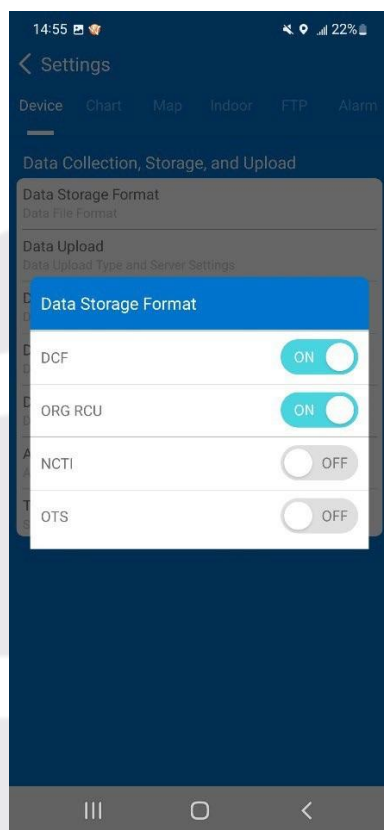 14:55 22%
Settings
Device Chart Map Indoor FTP Alarm
Data Collection, Storage, and Upload
Data Storage Format
Data File Format
Data Upload
Data Upload Type and Server Settings
Data Storage Format
DCF ON
ORG RCU ON
NCTI OFF
OTS OFF